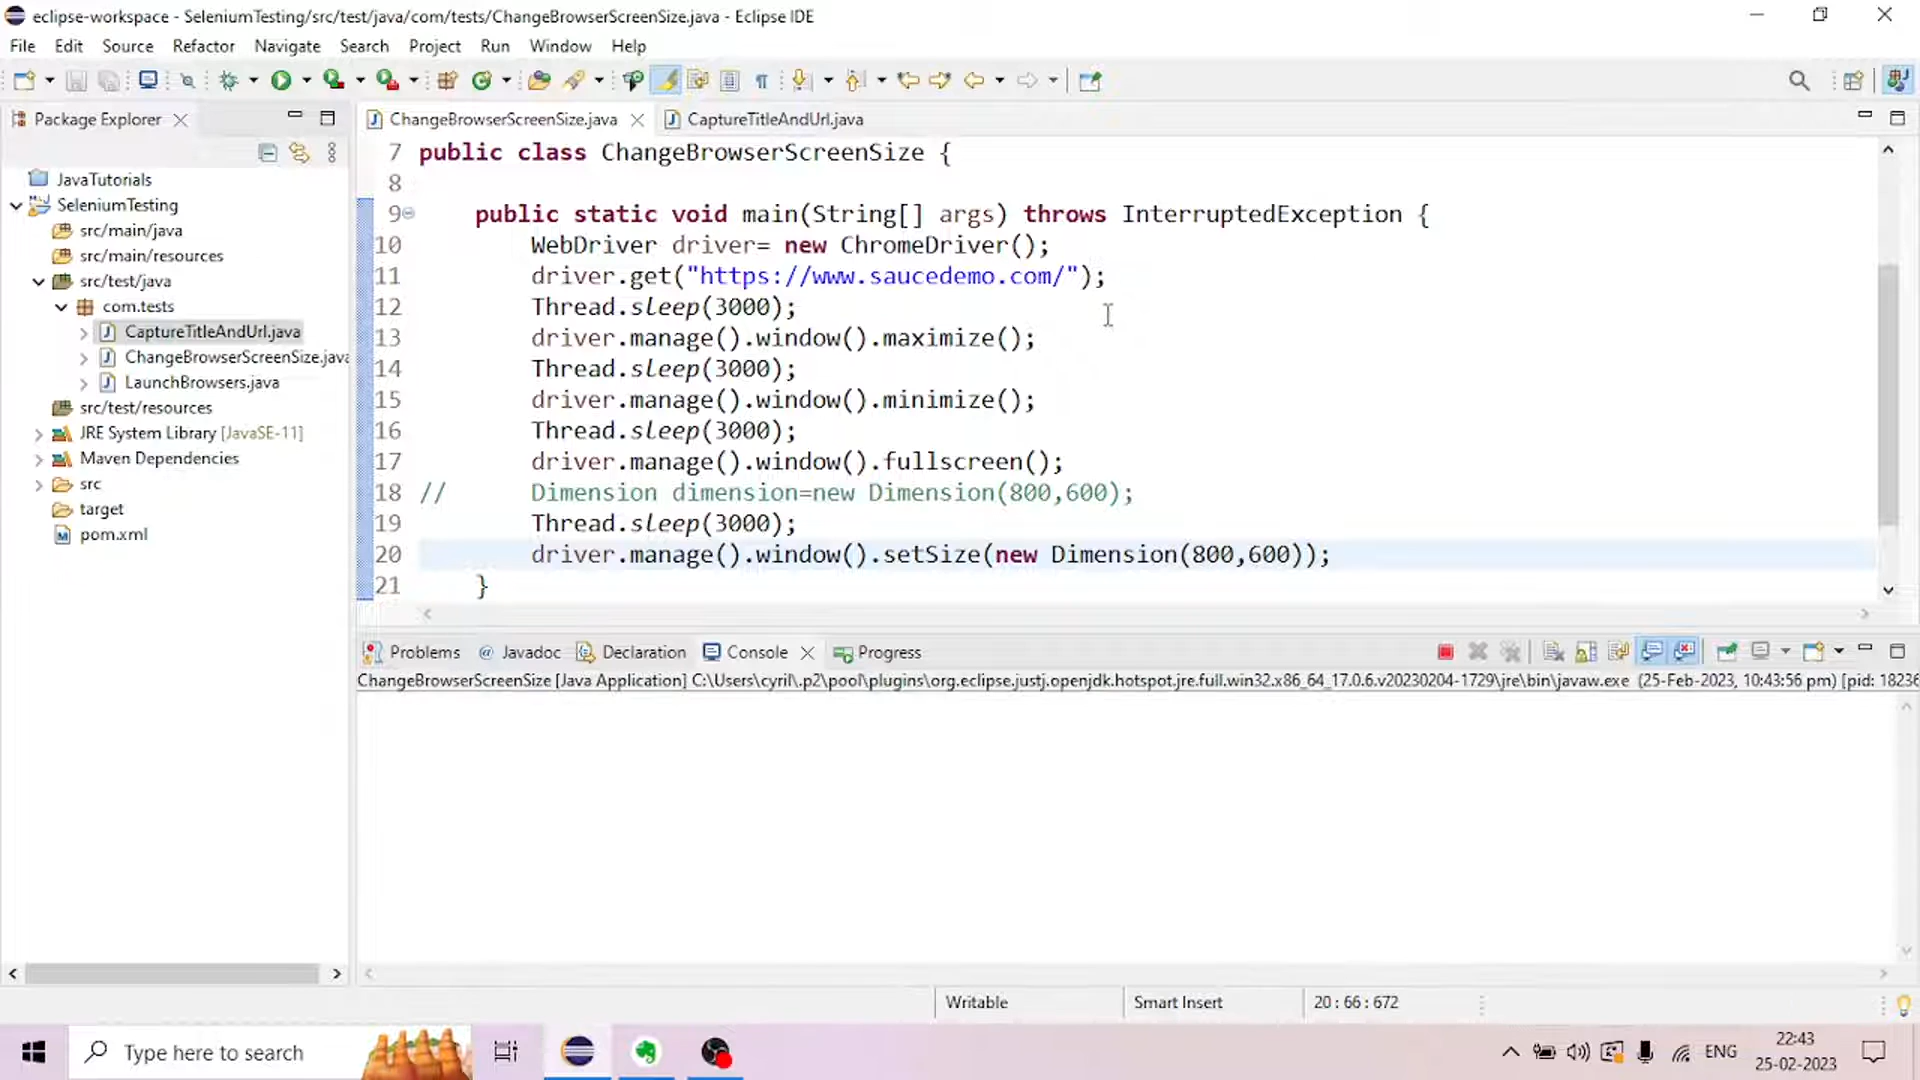 eclipse-workspace - SeleniumTesting/src/test/java/com/tests/ChangeBrowserScreenSize.java - Eclipse IDE
File Edit Source Refactor Navigate Search Project Run Window Help
Package Explorer
JavaTutorials
SeleniumTesting
src/main/java
src/main/resources
src/test/java
com.tests
CaptureTitleAndUrl.java
ChangeBrowserScreenSize.java
LaunchBrowsers.java
src/test/resources
JRE System Library [JavaSE-11]
Maven Dependencies
src
target
pom.xml
ChangeBrowserScreenSize.java CaptureTitleAndUrl.java
7 public class ChangeBrowserScreenSize {
8
9 public static void main(String[] args) throws InterruptedException {
10 WebDriver driver= new ChromeDriver();
11 driver.get("https://www.saucedemo.com/");
12 Thread.sleep(3000);
13 driver.manage().window().maximize();
14 Thread.sleep(3000);
15 driver.manage().window().minimize();
16 Thread.sleep(3000);
17 driver.manage().window().fullscreen();
18 // Dimension dimension=new Dimension(800,600);
19 Thread.sleep(3000);
20 driver.manage().window().setSize(new Dimension(800,600));
21 }
Problems @ Javadoc Declaration Console Progress
ChangeBrowserScreenSize [Java Application] C:\Users\cyril\.p2\pool\plugins\org.eclipse.justj.openjdk.hotspot.jre.full.win32.x86_64_17.0.6.v20230204-1729\jre\bin\javaw.exe (25-Feb-2023, 10:43:56 pm) [pid: 18236
Writable Smart Insert 20 : 66 : 672
Type here to search
ENG
22:43
25-02-2023